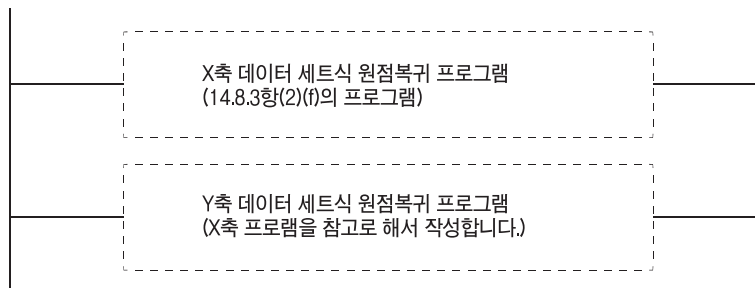 X축 데이터 세트식 원점복귀 프로그램
(14.8.3항(2)(f)의 프로그램)
Y축 데이터 세트식 원점복귀 프로그램
(X축 프로램을 참고로 해서 작성합니다.)